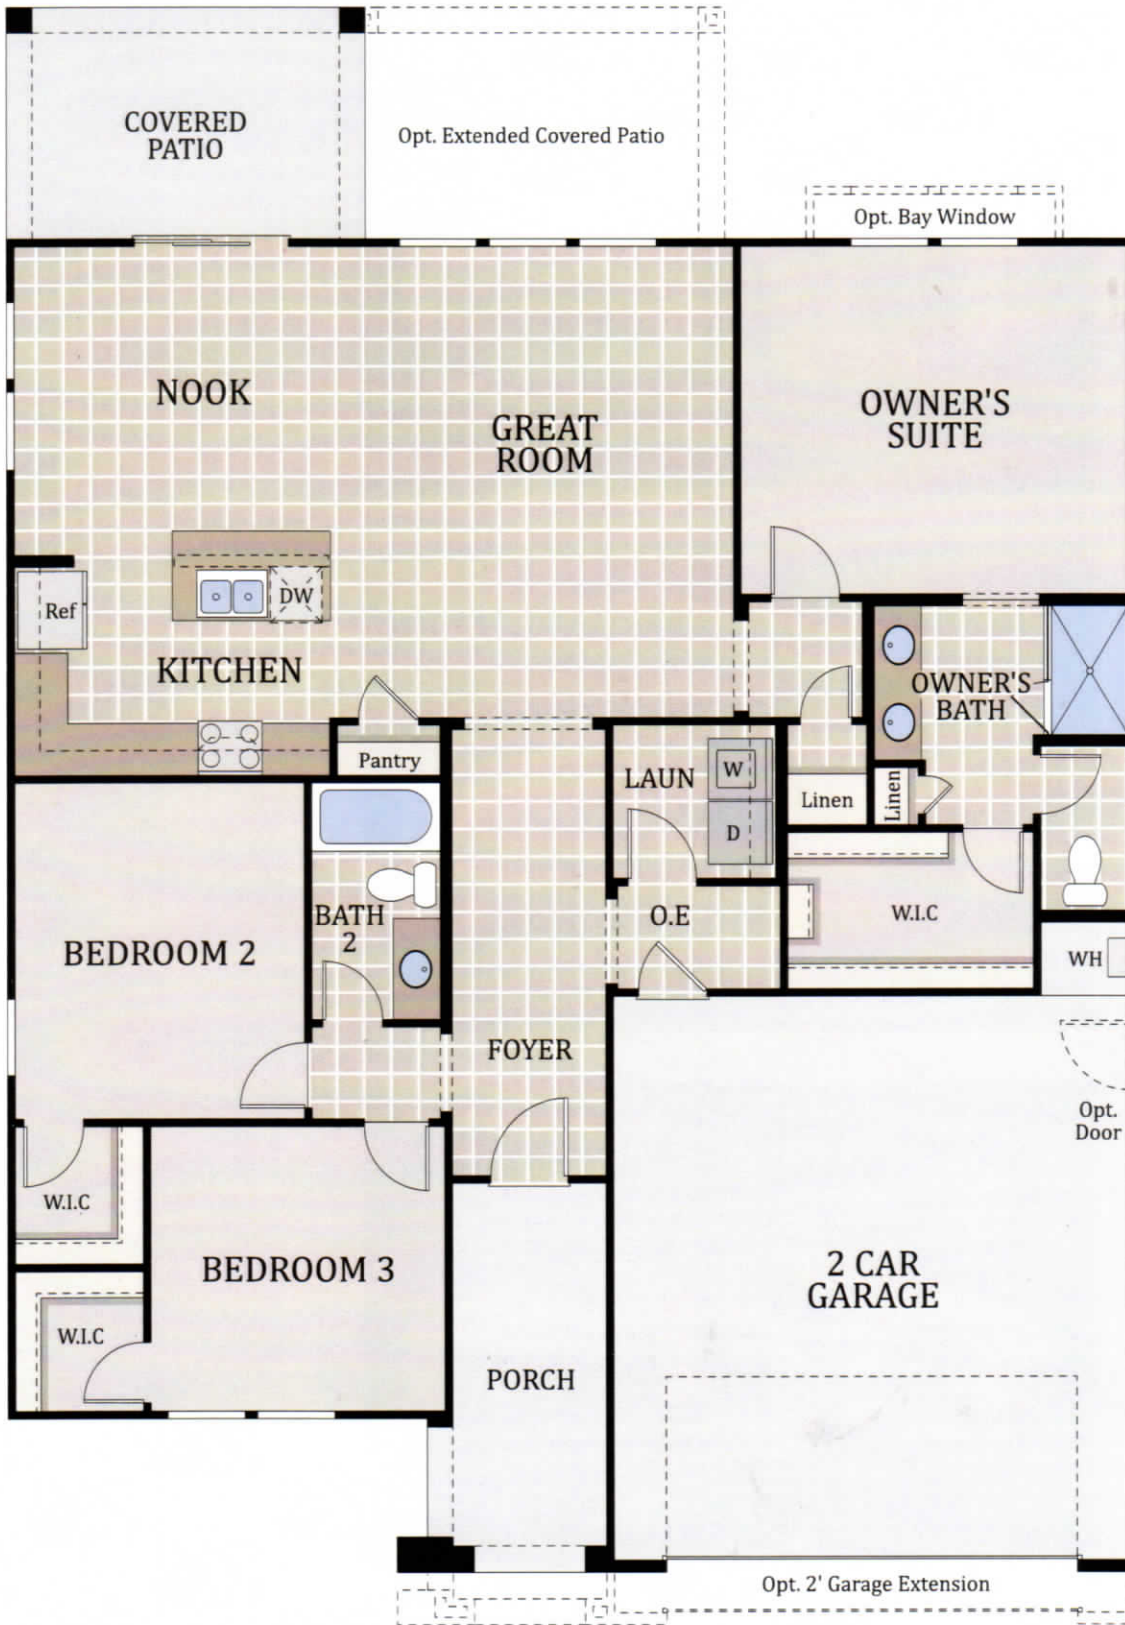 COVERED
PATIO
Opt. Extended Covered Patio
Opt. Bay Window
NOOK
GREAT
ROOM
OWNER'S
SUITE
Ref
DW
KITCHEN
OWNER'S
BATH
Pantry
LAUN
W
D
Linen
Linen
BATH
2
O.E
W.I.C
BEDROOM 2
WH
FOYER
Opt.
Door
W.I.C
BEDROOM 3
2 CAR
GARAGE
W.I.C
PORCH
Opt. 2' Garage Extension